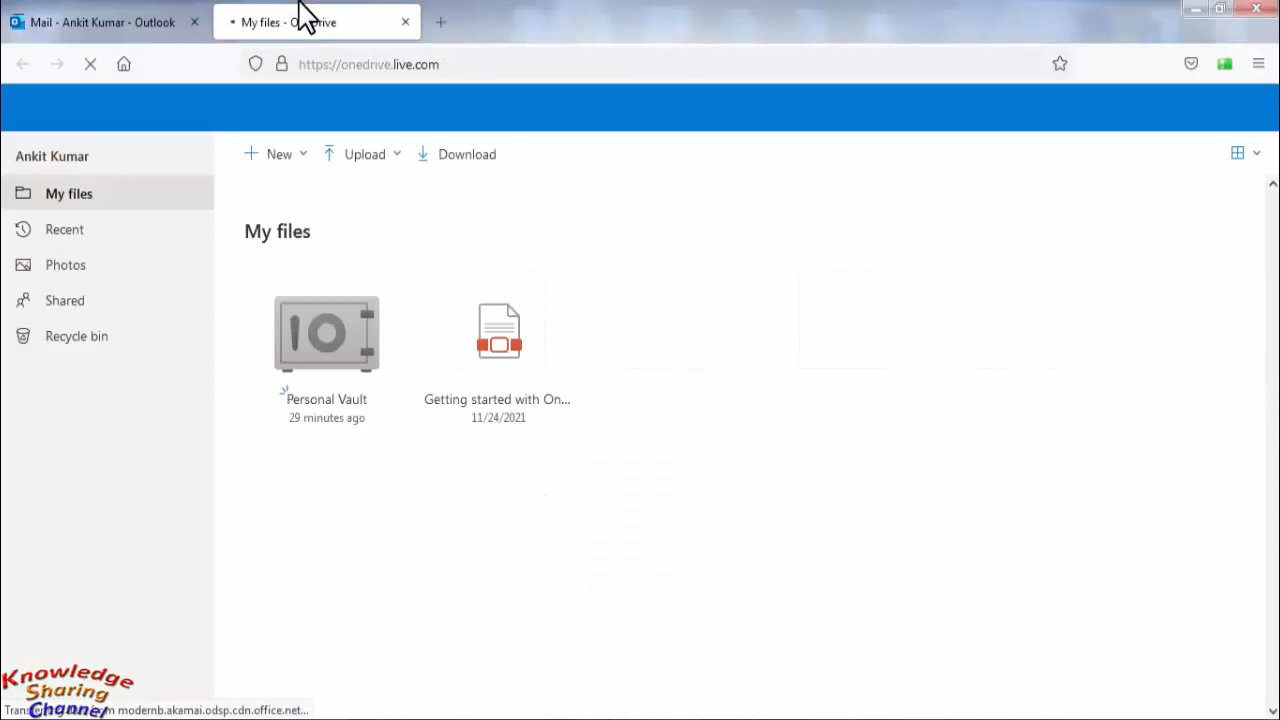 Mail - Ankit Kumar - Outlook
My files -
https://onedrive.live.com
Ankit Kumar
New
Upload
Download
My files
Recent
Photos
Shared
Recycle bin
My files
Personal Vault
29 minutes ago
Getting started with On...
11/24/2021
Knowledge
Sharing
Channel
modernb.akamai.odsp.cdn.office.net...